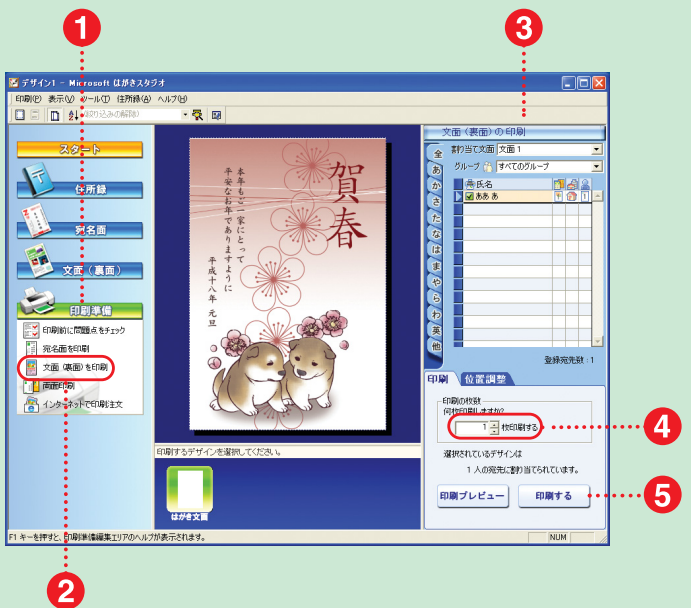 1
3
デザイン1 - Microsoft はがきスタジオ
印刷(P) 表示(V) ツール(T) 住所録(A) ヘルプ(H)
(絞り込みの解除)
スタート
住所録
宛名面
文面（裏面）
印刷準備
印刷前に問題点をチェック
宛名面を印刷
文面（裏面）を印刷
両面印刷
インターネットで印刷注文
賀春
本年もご一家にとって
平安なお年でありますように
平成十八年 元旦
印刷するデザインを選択してください。
はがき文面
文面（裏面）の印刷
割り当て文面 文面 1
グループ すべてのグループ
全
あ
か
さ
た
な
は
ま
や
ら
わ
英
他
氏名
ああ あ 1
登録宛先数 : 1
印刷 位置調整
印刷の枚数
何枚印刷しますか?
1 枚印刷する
4
選択されているデザインは
1 人の宛先に割り当てられています。
印刷プレビュー 印刷する
5
F1 キーを押すと、印刷準備編集エリアのヘルプが表示されます。
NUM
2